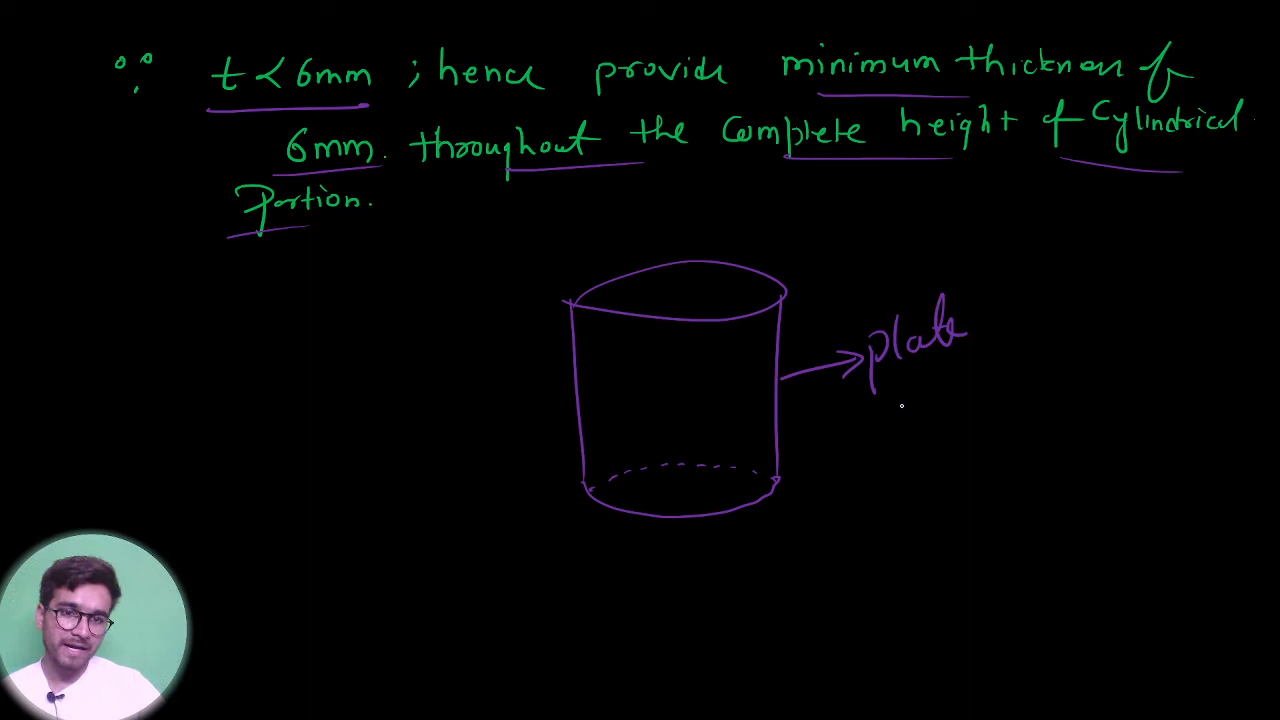 ∵ t < 6mm ; hence provide minimum thickness of
6mm. throughout the complete height of Cylindrical
Portion.
plate